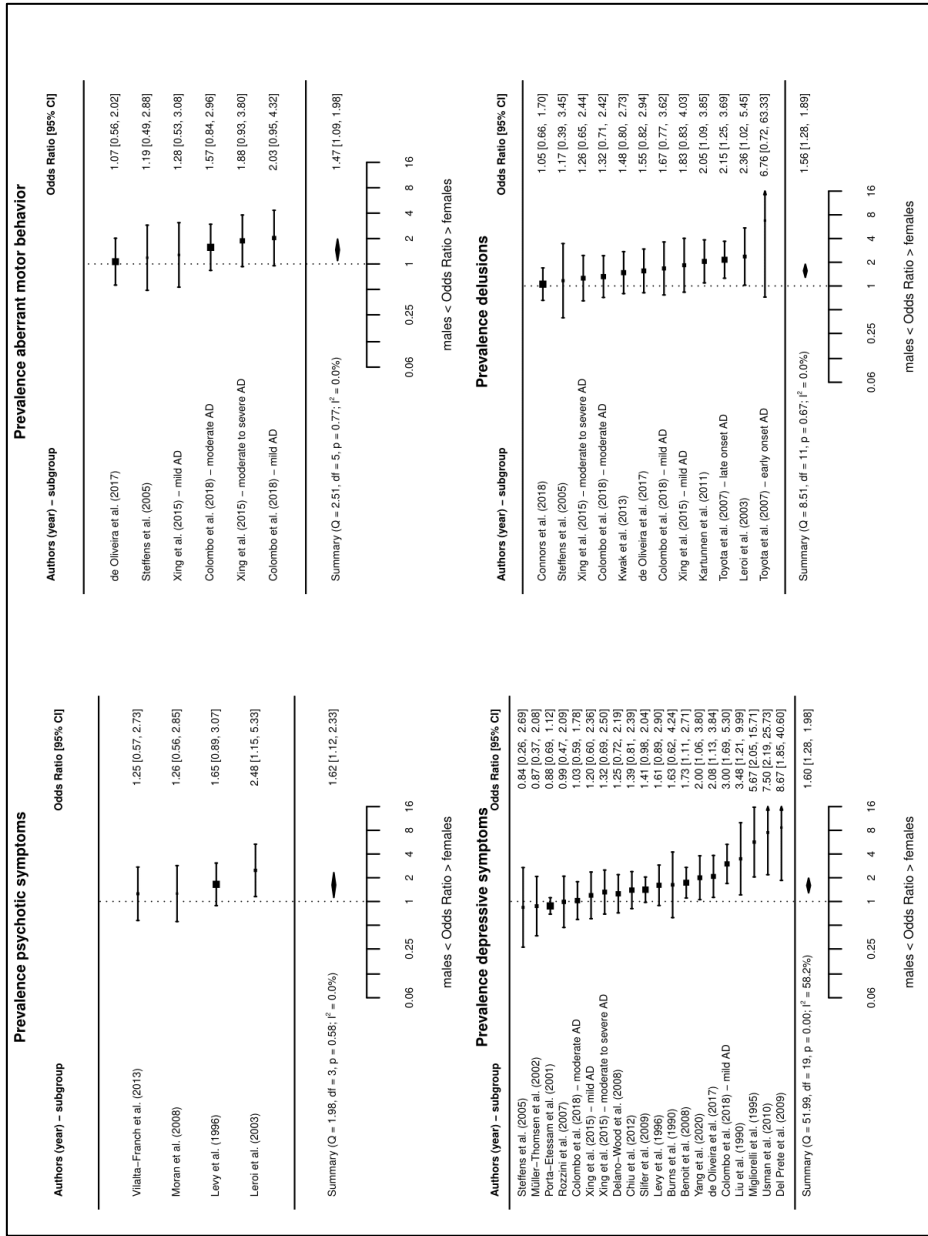 Prevalence psychotic symptoms
Authors (year) − subgroup Odds Ratio [95% CI]
Vilalta−Franch et al. (2013) 1.25 [0.57, 2.73]
Moran et al. (2008) 1.26 [0.56, 2.85]
Levy et al. (1996) 1.65 [0.89, 3.07]
Leroi et al. (2003) 2.48 [1.15, 5.33]
Summary (Q = 1.98, df = 3, p = 0.58; I² = 0.0%) 1.62 [1.12, 2.33]
0.06 0.25 1 2 4 8 16
males < Odds Ratio > females
Prevalence aberrant motor behavior
Authors (year) − subgroup Odds Ratio [95% CI]
de Oliveira et al. (2017) 1.07 [0.56, 2.02]
Steffens et al. (2005) 1.19 [0.49, 2.88]
Xing et al. (2015) − mild AD 1.28 [0.53, 3.08]
Colombo et al. (2018) − moderate AD 1.57 [0.84, 2.96]
Xing et al. (2015) − moderate to severe AD 1.88 [0.93, 3.80]
Colombo et al. (2018) − mild AD 2.03 [0.95, 4.32]
Summary (Q = 2.51, df = 5, p = 0.77; I² = 0.0%) 1.47 [1.09, 1.98]
0.06 0.25 1 2 4 8 16
males < Odds Ratio > females
Prevalence depressive symptoms
Authors (year) − subgroup Odds Ratio [95% CI]
Steffens et al. (2005) 0.84 [0.26, 2.69]
Müller−Thomsen et al. (2002) 0.87 [0.37, 2.08]
Porta−Etessam et al. (2001) 0.88 [0.69, 1.12]
Rozzini et al. (2007) 0.99 [0.47, 2.09]
Colombo et al. (2018) − moderate AD 1.03 [0.59, 1.78]
Xing et al. (2015) − mild AD 1.20 [0.60, 2.36]
Xing et al. (2015) − moderate to severe AD 1.32 [0.69, 2.50]
Delano−Wood et al. (2008) 1.25 [0.72, 2.19]
Chiu et al. (2012) 1.39 [0.81, 2.39]
Slifer et al. (2009) 1.41 [0.98, 2.04]
Levy et al. (1996) 1.61 [0.89, 2.90]
Burns et al. (1990) 1.63 [0.62, 4.24]
Benoit et al. (2008) 1.73 [1.11, 2.71]
Yang et al. (2020) 2.00 [1.06, 3.80]
de Oliveira et al. (2017) 2.08 [1.13, 3.84]
Colombo et al. (2018) − mild AD 3.00 [1.69, 5.30]
Liu et al. (1990) 3.48 [1.21, 9.99]
Migliorelli et al. (1995) 5.67 [2.05, 15.71]
Usman et al. (2010) 7.50 [2.19, 25.73]
Del Prete et al. (2009) 8.67 [1.85, 40.60]
Summary (Q = 51.99, df = 19, p = 0.00; I² = 58.2%) 1.60 [1.28, 1.98]
0.06 0.25 1 2 4 8 16
males < Odds Ratio > females
Prevalence delusions
Authors (year) − subgroup Odds Ratio [95% CI]
Connors et al. (2018) 1.05 [0.66, 1.70]
Steffens et al. (2005) 1.17 [0.39, 3.45]
Xing et al. (2015) − moderate to severe AD 1.26 [0.65, 2.44]
Colombo et al. (2018) − moderate AD 1.32 [0.71, 2.42]
Kwak et al. (2013) 1.48 [0.80, 2.73]
de Oliveira et al. (2017) 1.55 [0.82, 2.94]
Colombo et al. (2018) − mild AD 1.67 [0.77, 3.62]
Xing et al. (2015) − mild AD 1.83 [0.83, 4.03]
Kartunnen et al. (2011) 2.05 [1.09, 3.85]
Toyota et al. (2007) − late onset AD 2.15 [1.25, 3.69]
Leroi et al. (2003) 2.36 [1.02, 5.45]
Toyota et al. (2007) − early onset AD 6.76 [0.72, 63.33]
Summary (Q = 8.51, df = 11, p = 0.67; I² = 0.0%) 1.56 [1.28, 1.89]
0.06 0.25 1 2 4 8 16
males < Odds Ratio > females